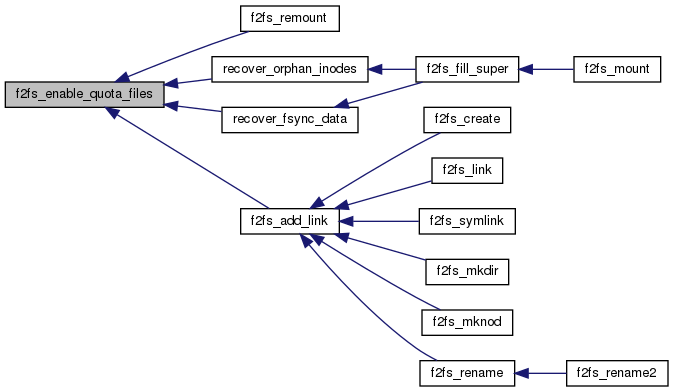 f2fs_remount
recover_orphan_inodes
f2fs_fill_super
f2fs_mount
f2fs_enable_quota_files
recover_fsync_data
f2fs_create
f2fs_link
f2fs_add_link
f2fs_symlink
f2fs_mkdir
f2fs_mknod
f2fs_rename
f2fs_rename2